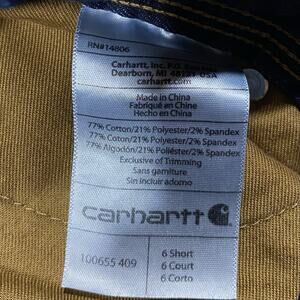 RN#14806
Carhartt, Inc. P.O.
Dearborn, MI 48121 USA
carhartt.com
Made in China
Fabriqué en Chine
Hecho en China
77% Cotton/21% Polyester/2% Spandex
77% Coton/21% Polyester/2% Spandex
77% Algodón/21% Poliéster/2% Spandex
Exclusive of Trimming
Sans garniture
Sin incluir adorno
carhartt
100655 409
6 Short
6 Court
6 Corto